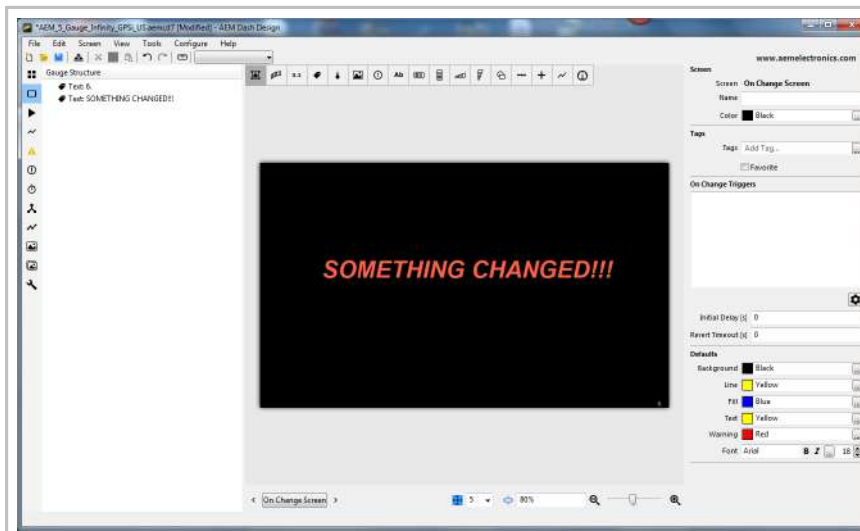 *AEM_5_Gauge_Infinity_GPSi_US.aemcd7 [Modified] - AEM Dash Design
File Edit Screen View Tools Configure Help
www.aemelectronics.com
Gauge Structure
Text: 6.
Text: SOMETHING CHANGED!!!
Ab
Screen
Screen On Change Screen
Name
Color Black
Tags
Tags Add Tag...
Favorite
On Change Triggers
SOMETHING CHANGED!!!
Initial Delay [s] 0
Revert Timeout [s] 0
Defaults
Background Black
Line Yellow
Fill Blue
Text Yellow
Warning Red
Font Arial B I ... 18
< On Change Screen > 5 80%